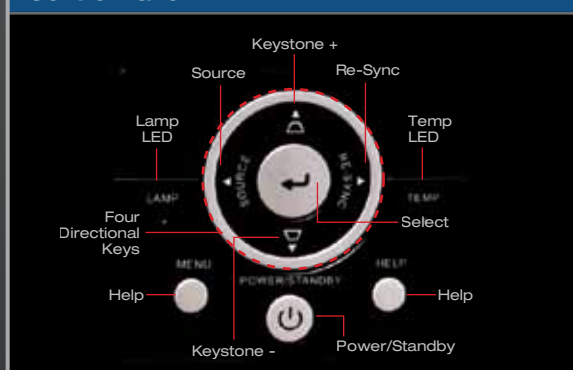 Keystone +
Source
Re-Sync
Lamp
LED
Temp
LED
SOURCE
RE-SYNC
LAMP
TEMP
Four
Directional
Keys
Select
MENU
HELP
POWER/STANDBY
Help
Help
Keystone -
Power/Standby